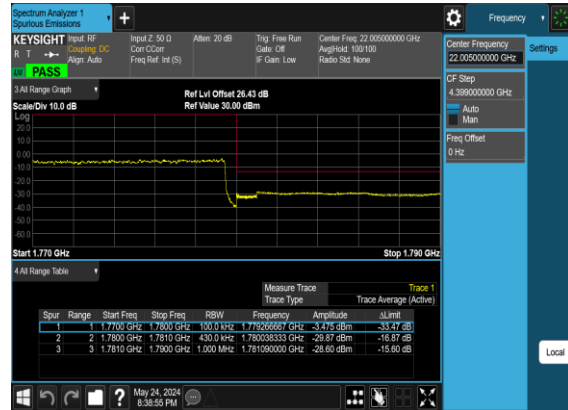 Spectrum Analyzer 1
Spurious Emissions
+
Frequency
KEYSIGHT
Input: RF
Input Z: 50 Ω
Atten: 20 dB
Trig: Free Run
Center Freq: 22.005000000 GHz
R T
Coupling: DC
Corr CCorr
Gate: Off
Avg|Hold: 100/100
Align: Auto
Freq Ref: Int (S)
IF Gain: Low
Radio Std: None
PASS
3 All Range Graph
Ref Lvl Offset 26.43 dB
Scale/Div 10.0 dB
Ref Value 30.00 dBm
Log
20.0
10.0
0.00
-10.0
-20.0
-30.0
-40.0
-50.0
-60.0
Start 1.770 GHz
Stop 1.790 GHz
4 All Range Table
Measure Trace Trace 1
Trace Type Trace Average (Active)
Spur Range Start Freq Stop Freq RBW Frequency Amplitude ΔLimit
1 1 1.7700 GHz 1.7800 GHz 100.0 kHz 1.779266667 GHz -3.475 dBm -33.47 dB
2 2 1.7800 GHz 1.7810 GHz 430.0 kHz 1.780038333 GHz -29.87 dBm -16.87 dB
3 3 1.7810 GHz 1.7900 GHz 1.000 MHz 1.781090000 GHz -28.60 dBm -15.60 dB
Center Frequency
22.005000000 GHz
Settings
CF Step
4.399000000 GHz
Auto
Man
Freq Offset
0 Hz
Local
?
May 24, 2024
8:38:55 PM